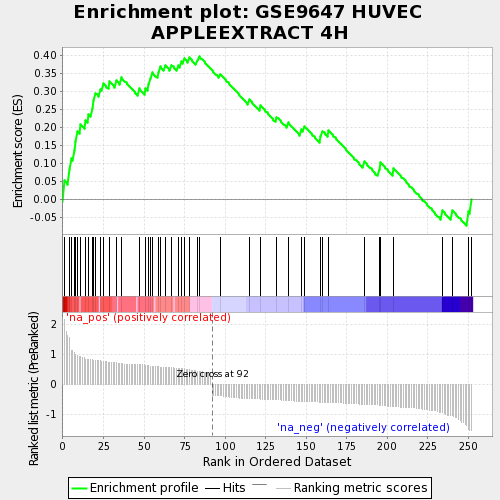 Enrichment plot: GSE9647 HUVEC
APPLEEXTRACT 4H
Enrichment score (ES)
0.40
0.35
0.30
0.25
0.20
0.15
0.10
0.05
0.00
-0.05
'na_pos' (positively correlated)
Ranked list metric (PreRanked)
2
1
0
-1
Zero cross at 92
'na_neg' (negatively correlated)
0 25 50 75 100 125 150 175 200 225 250
Rank in Ordered Dataset
Enrichment profile Hits Ranking metric scores